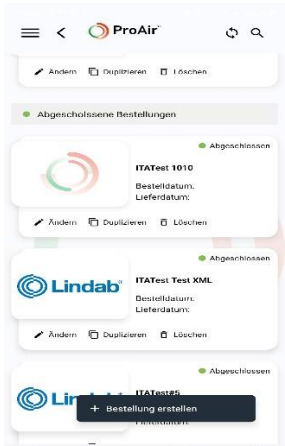 ProAir
Ändern Duplizieren Löschen
Abgescholssene Bestellungen
Abgeschlossen
ITATest 1010
Bestelldatum:
Lieferdatum:
Ändern Duplizieren Löschen
Abgeschlossen
Lindab
ITATest Test XML
Bestelldatum:
Lieferdatum:
Ändern Duplizieren Löschen
Abgeschlossen
ITATest#5
+ Bestellung erstellen